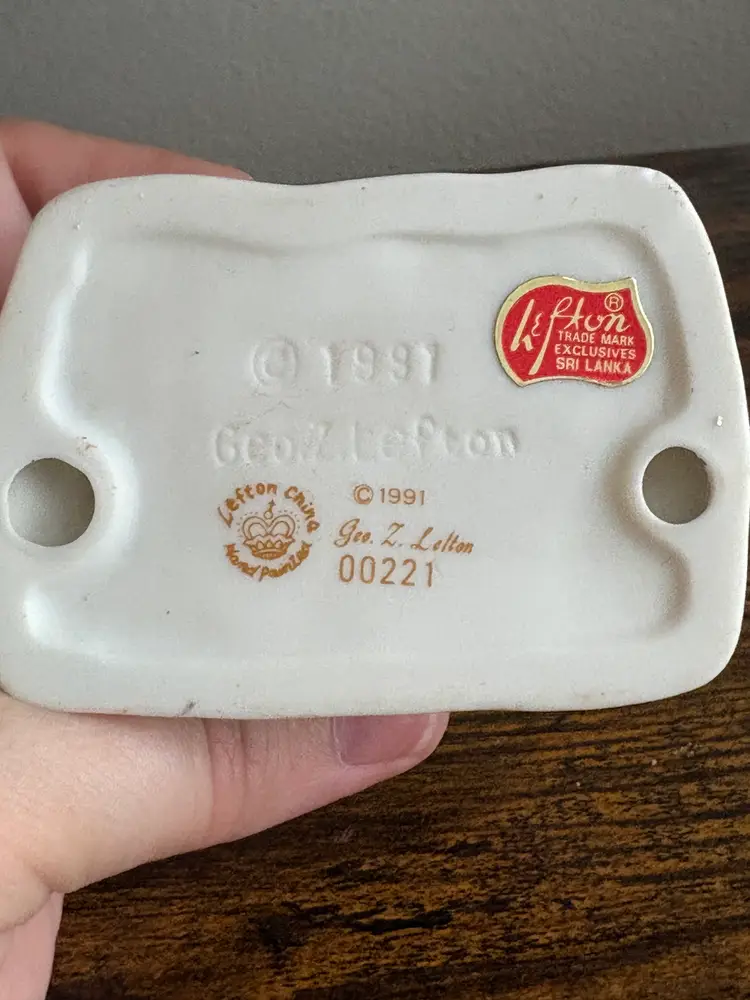 Lefton ®
TRADE MARK
EXCLUSIVES
SRI LANKA
© 1991
Geo. Z. Lefton
Lefton China
Hand Painted
© 1991
Geo. Z. Lefton
00221